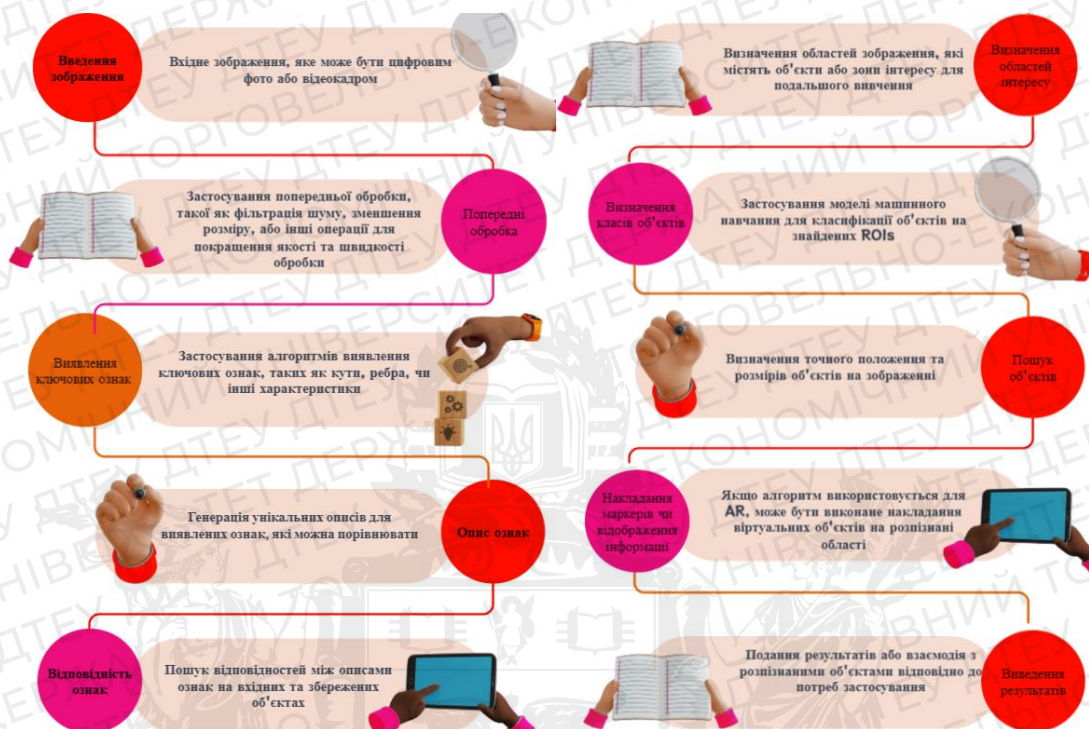 Введення
зображення
Вхідне зображення, яке може бути цифровим
фото або відеокадром
Застосування попередньої обробки,
такої як фільтрація шуму, зменшення
розміру, або інші операції для
покращення якості та швидкості
обробки
Попередні
обробка
Виявлення
ключових ознак
Застосування алгоритмів виявлення
ключових ознак, таких як кути, ребра, чи
інші характеристики
Генерація унікальних описів для
виявлених ознак, які можна порівнювати
Опис ознак
Відповідність
ознак
Пошук відповідностей між описами
ознак на вхідних та збережених
об'єктах
Визначення областей зображення, які
містять об'єкти або зони інтересу для
подальшого вивчення
Визначення
областей
інтересу
Визначення
класів об'єктів
Застосування моделі машинного
навчання для класифікації об'єктів на
знайдених ROIs
Визначення точного положення та
розмірів об'єктів на зображенні
Пошук
об'єктів
Накладання
маркерів чи
відображення
інформації
Якщо алгоритм використовується для
AR, може бути виконане накладання
віртуальних об'єктів на розпізнані
області
Подання результатів або взаємодія з
розпізнаними об'єктами відповідно до
потреб застосування
Виведення
результатів